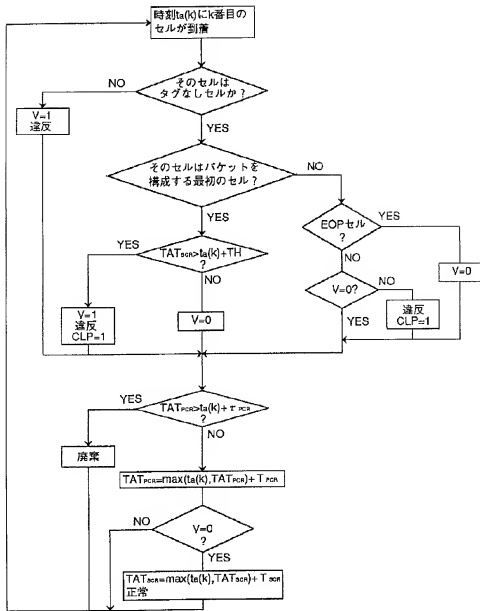 時刻ta(k)にk番目の
セルが到着
そのセルは
タグなしセルか?
NO
YES
V=1
違反
そのセルはパケットを
構成する最初のセル?
NO
YES
EOPセル
?
YES
NO
V=0
TATSCR>ta(k)+TH
?
YES
NO
V=0?
NO
YES
違反
CLP=1
V=1
違反
CLP=1
V=0
TATPCR>ta(k)+τPCR
?
YES
NO
廃棄
TATPCR=max(ta(k),TATPCR)+TPCR
V=0
?
NO
YES
TATSCR=max(ta(k),TATSCR)+TSCR
正常